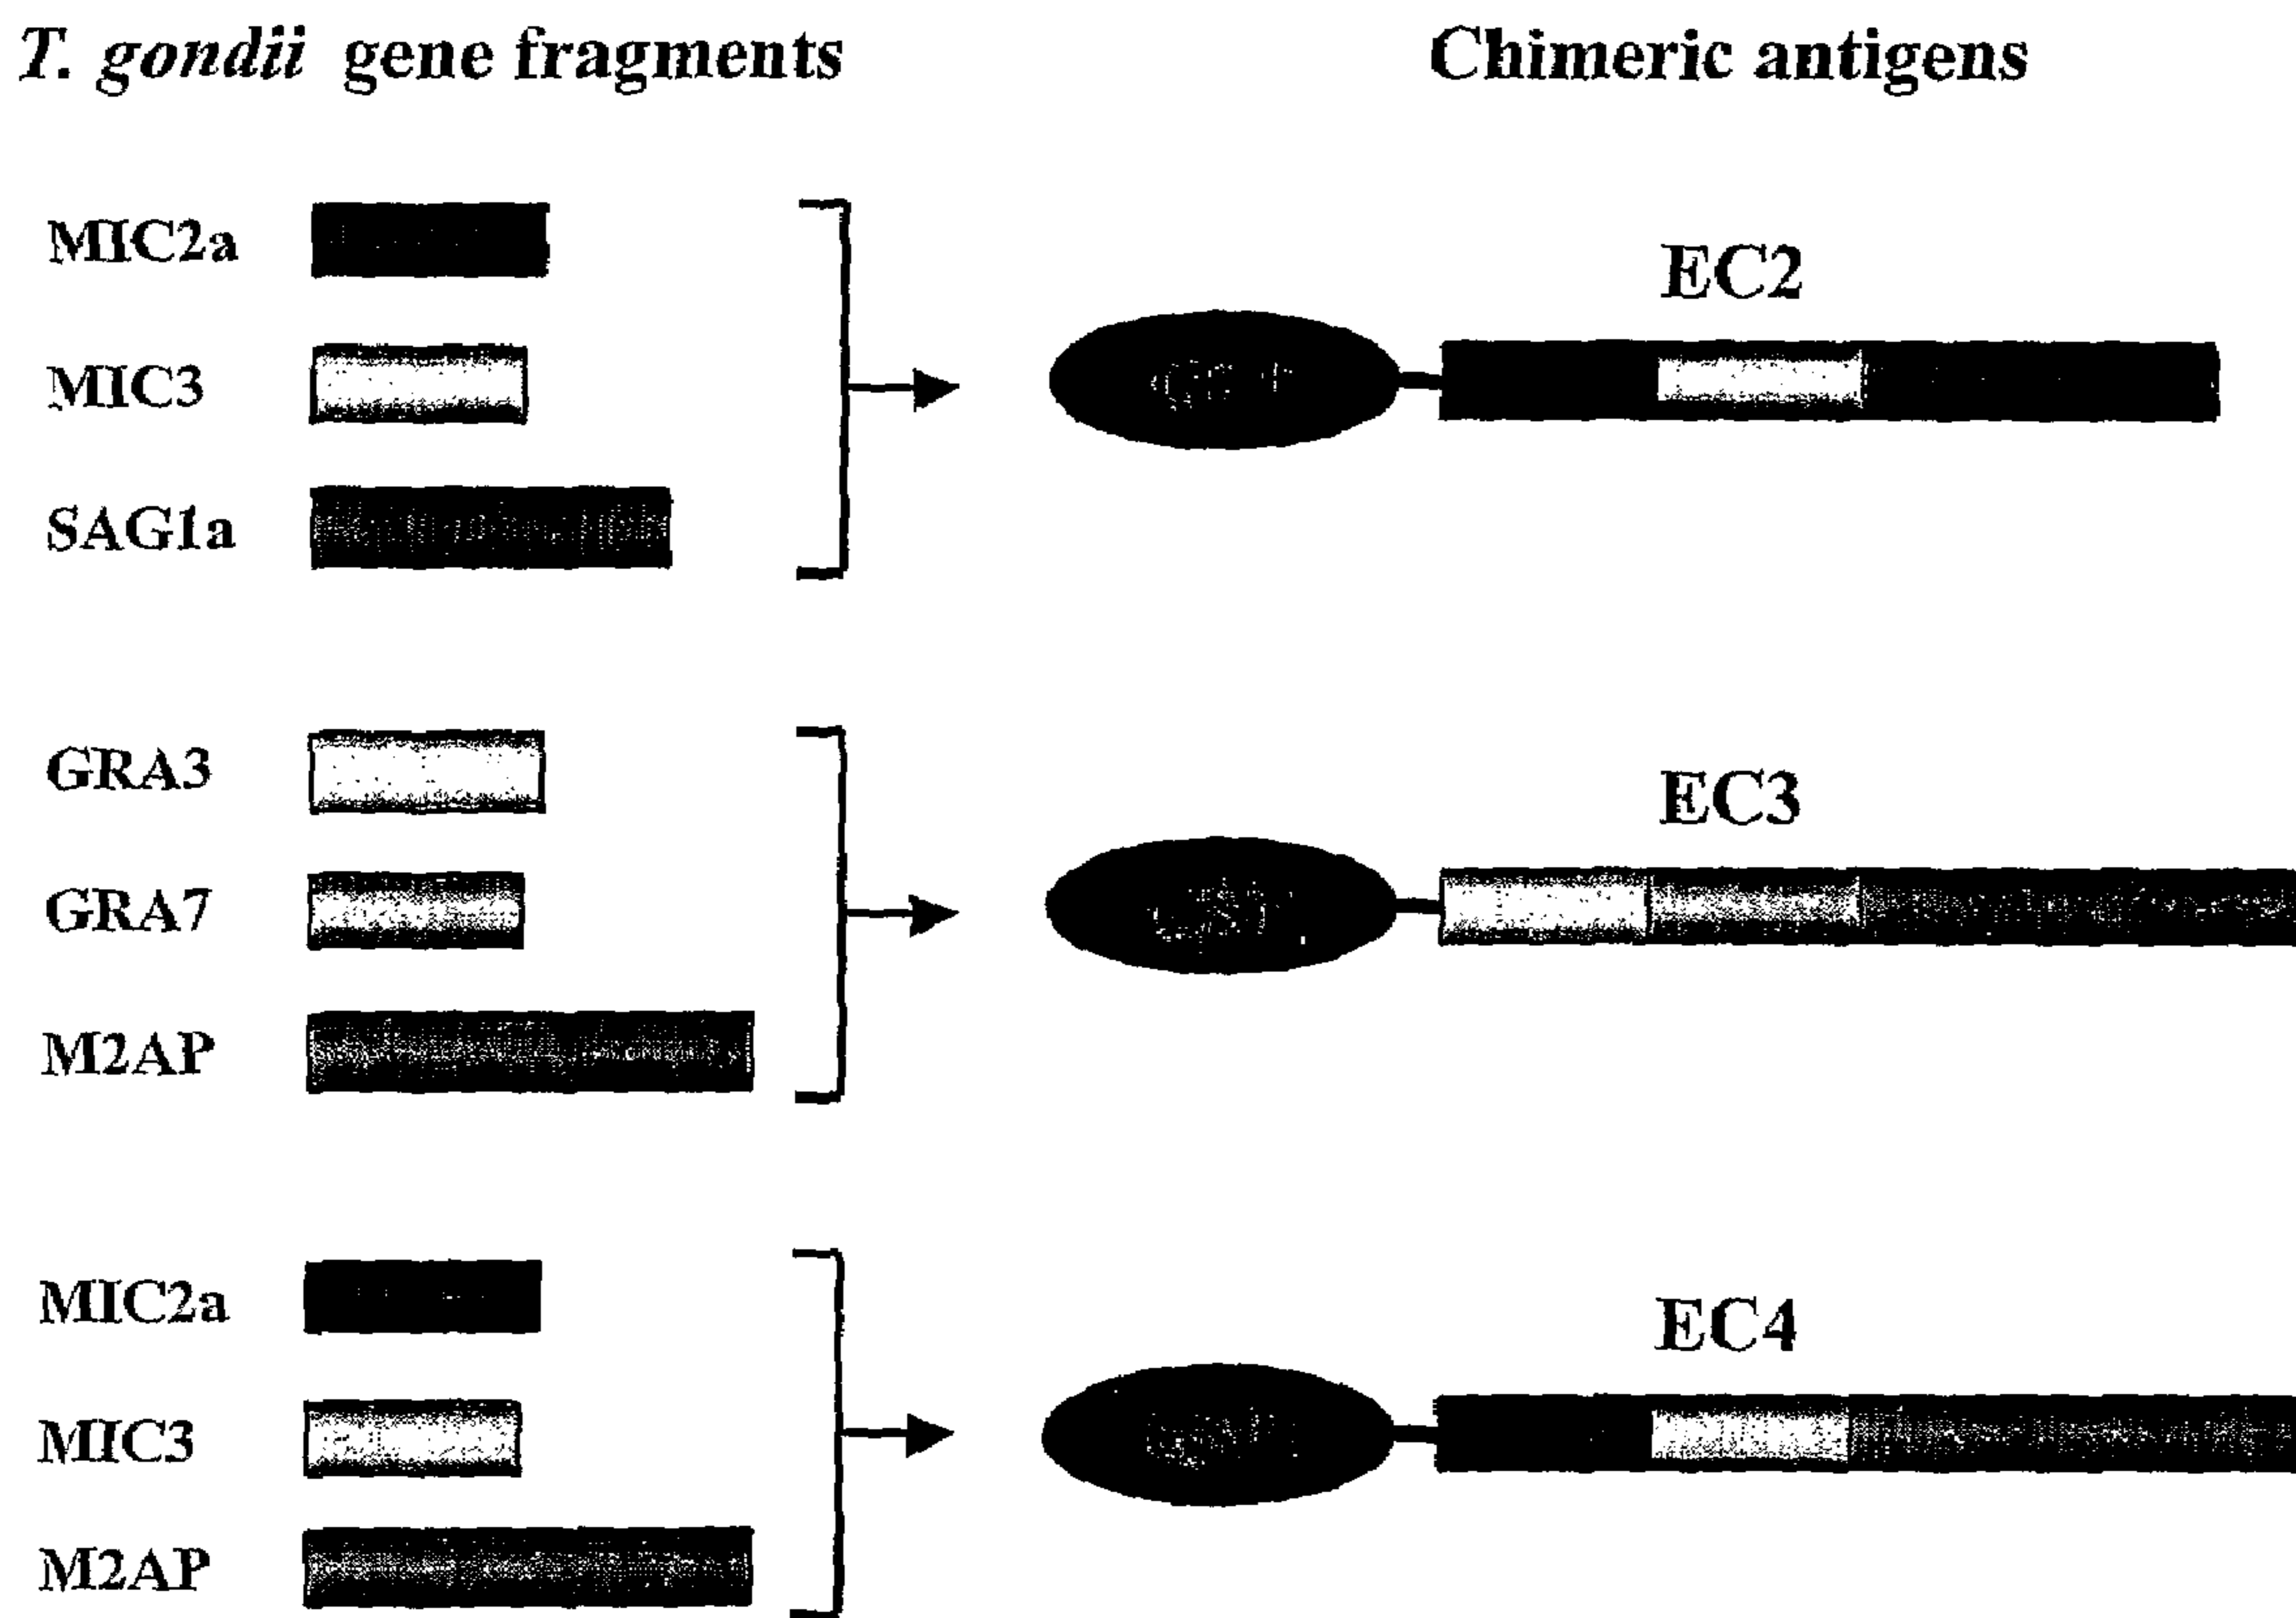 T. gondii gene fragments
Chimeric antigens
MIC2a
MIC3
SAG1a
EC2
GRA3
GRA7
M2AP
EC3
MIC2a
MIC3
M2AP
EC4